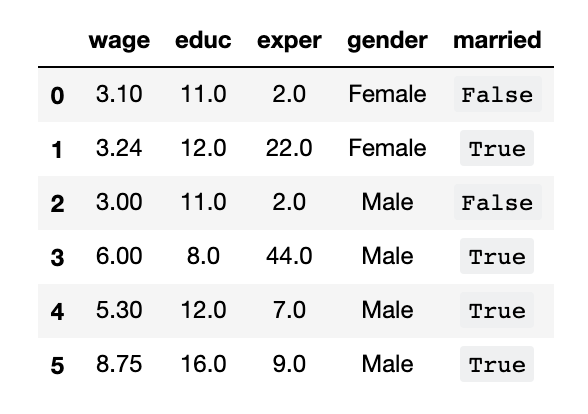 wage educ exper gender married
0 3.10 11.0 2.0 Female False
1 3.24 12.0 22.0 Female True
2 3.00 11.0 2.0 Male False
3 6.00 8.0 44.0 Male True
4 5.30 12.0 7.0 Male True
5 8.75 16.0 9.0 Male True